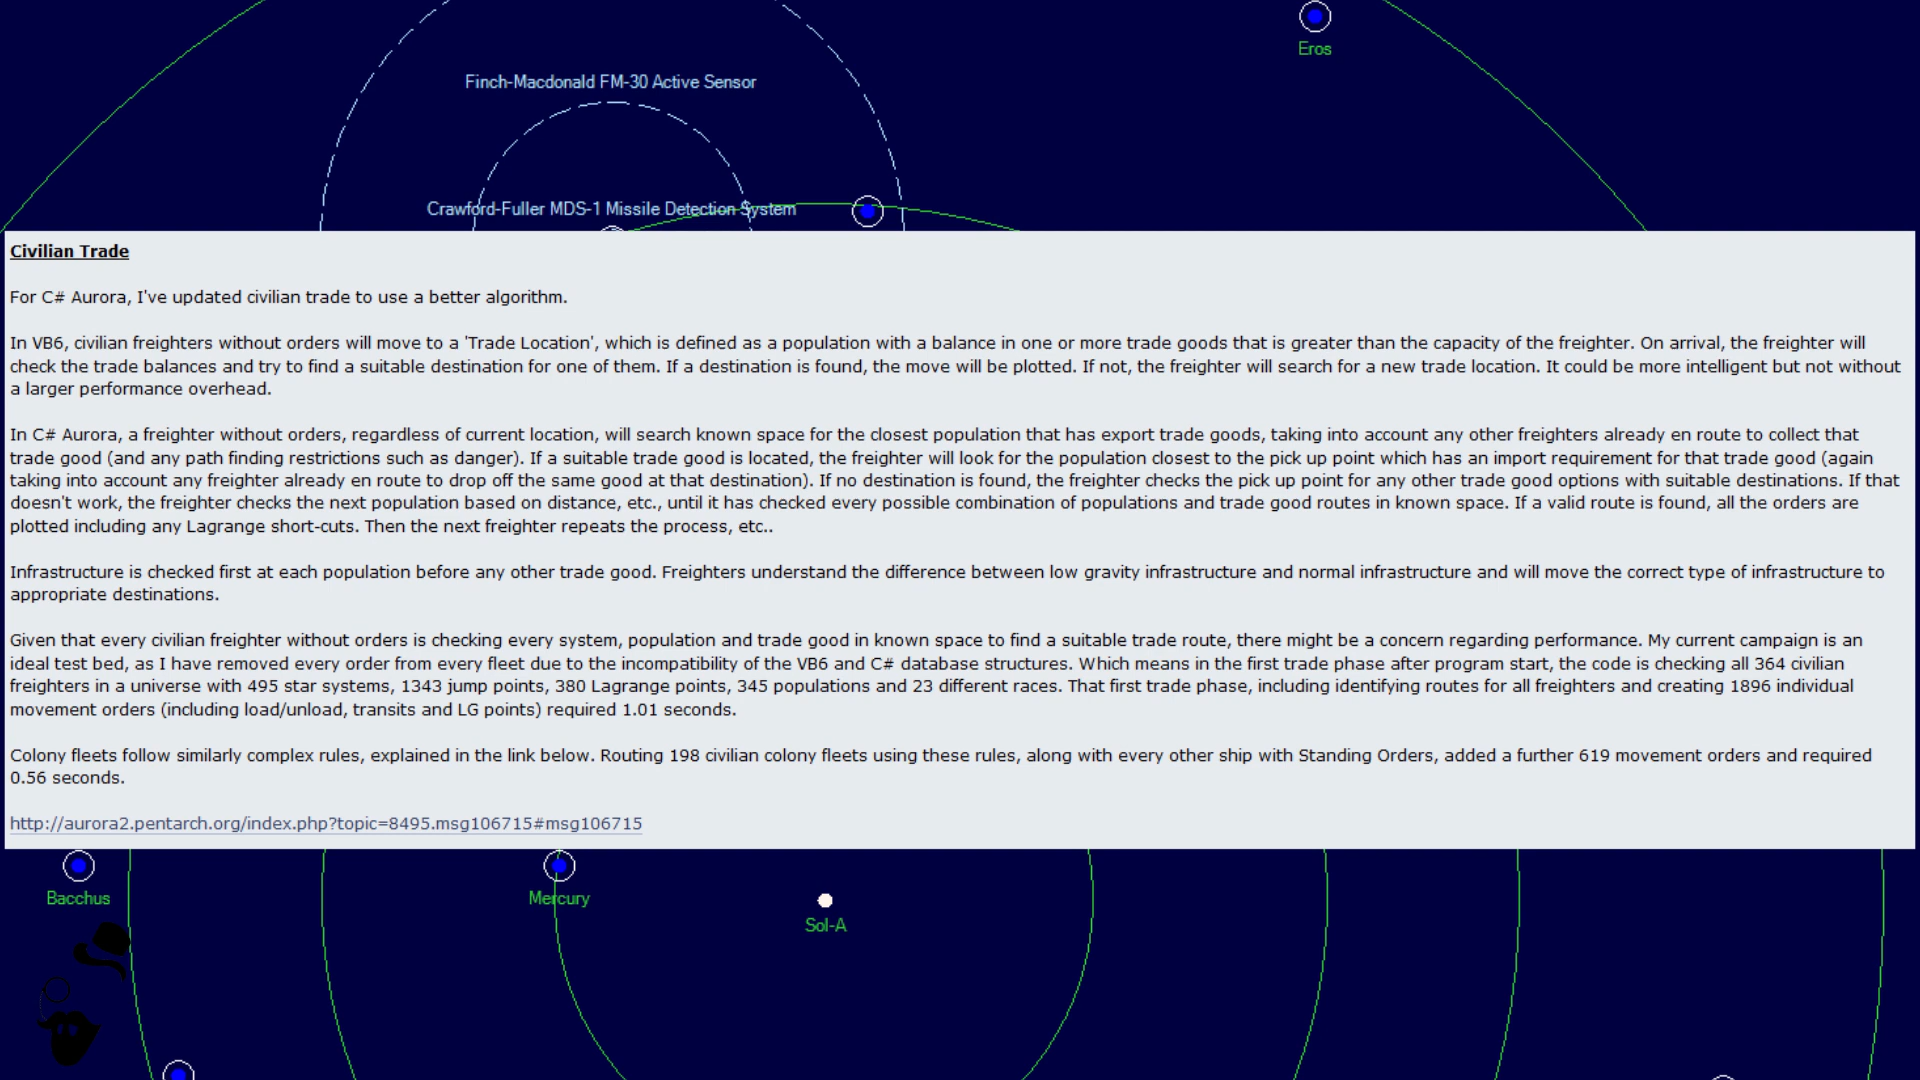 Eros
Finch-Macdonald FM-30 Active Sensor
Crawford-Fuller MDS-1 Missile Detection System
Civilian Trade
For C# Aurora, I've updated civilian trade to use a better algorithm.
In VB6, civilian freighters without orders will move to a 'Trade Location', which is defined as a population with a balance in one or more trade goods that is greater than the capacity of the freighter. On arrival, the freighter will
check the trade balances and try to find a suitable destination for one of them. If a destination is found, the move will be plotted. If not, the freighter will search for a new trade location. It could be more intelligent but not without
a larger performance overhead.
In C# Aurora, a freighter without orders, regardless of current location, will search known space for the closest population that has export trade goods, taking into account any other freighters already en route to collect that
trade good (and any path finding restrictions such as danger). If a suitable trade good is located, the freighter will look for the population closest to the pick up point which has an import requirement for that trade good (again
taking into account any freighter already en route to drop off the same good at that destination). If no destination is found, the freighter checks the pick up point for any other trade good options with suitable destinations. If that
doesn't work, the freighter checks the next population based on distance, etc., until it has checked every possible combination of populations and trade good routes in known space. If a valid route is found, all the orders are
plotted including any Lagrange short-cuts. Then the next freighter repeats the process, etc..
Infrastructure is checked first at each population before any other trade good. Freighters understand the difference between low gravity infrastructure and normal infrastructure and will move the correct type of infrastructure to
appropriate destinations.
Given that every civilian freighter without orders is checking every system, population and trade good in known space to find a suitable trade route, there might be a concern regarding performance. My current campaign is an
ideal test bed, as I have removed every order from every fleet due to the incompatibility of the VB6 and C# database structures. Which means in the first trade phase after program start, the code is checking all 364 civilian
freighters in a universe with 495 star systems, 1343 jump points, 380 Lagrange points, 345 populations and 23 different races. That first trade phase, including identifying routes for all freighters and creating 1896 individual
movement orders (including load/unload, transits and LG points) required 1.01 seconds.
Colony fleets follow similarly complex rules, explained in the link below. Routing 198 civilian colony fleets using these rules, along with every other ship with Standing Orders, added a further 619 movement orders and required
0.56 seconds.
http://aurora2.pentarch.org/index.php?topic=8495.msg106715#msg106715
Bacchus
Mercury
Sol-A